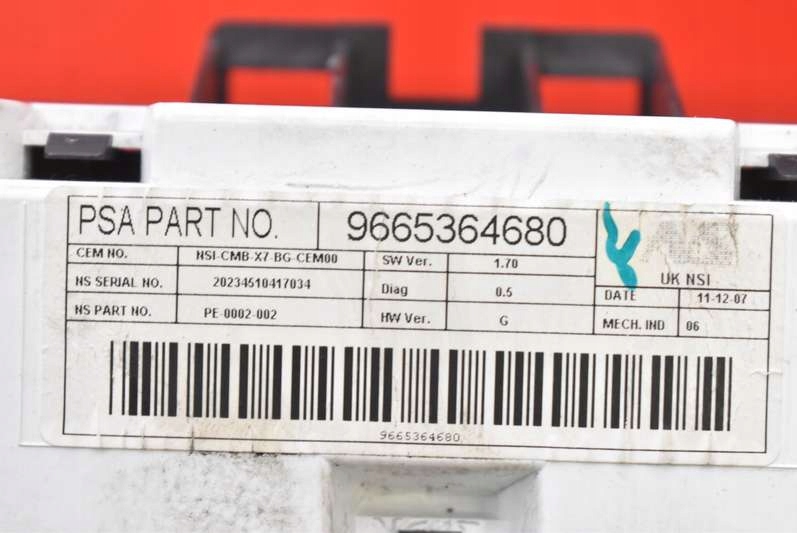 PSA PART NO. 9665364680
CEM NO. NSI-CMB-X7-BG-CEM00 SW Ver. 1.70
UK NSI
NS SERIAL NO. 20234510417034 Diag 0.5
DATE 11-12-07
NS PART NO. PE-0002-002 HW Ver. G
MECH. IND 06
9665364680